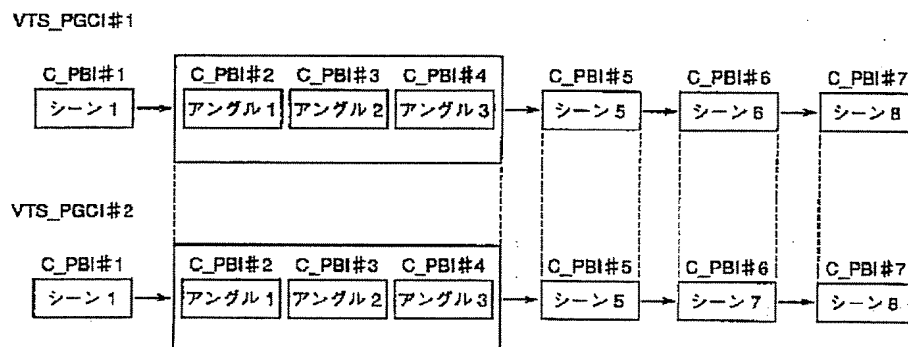 VTS_PGCI#1
C_PBI#1 C_PBI#2 C_PBI#3 C_PBI#4 C_PBI#5 C_PBI#6 C_PBI#7
シーン1 アングル1 アングル2 アングル3 シーン5 シーン6 シーン8
VTS_PGCI#2
C_PBI#1 C_PBI#2 C_PBI#3 C_PBI#4 C_PBI#5 C_PBI#6 C_PBI#7
シーン1 アングル1 アングル2 アングル3 シーン5 シーン7 シーン8